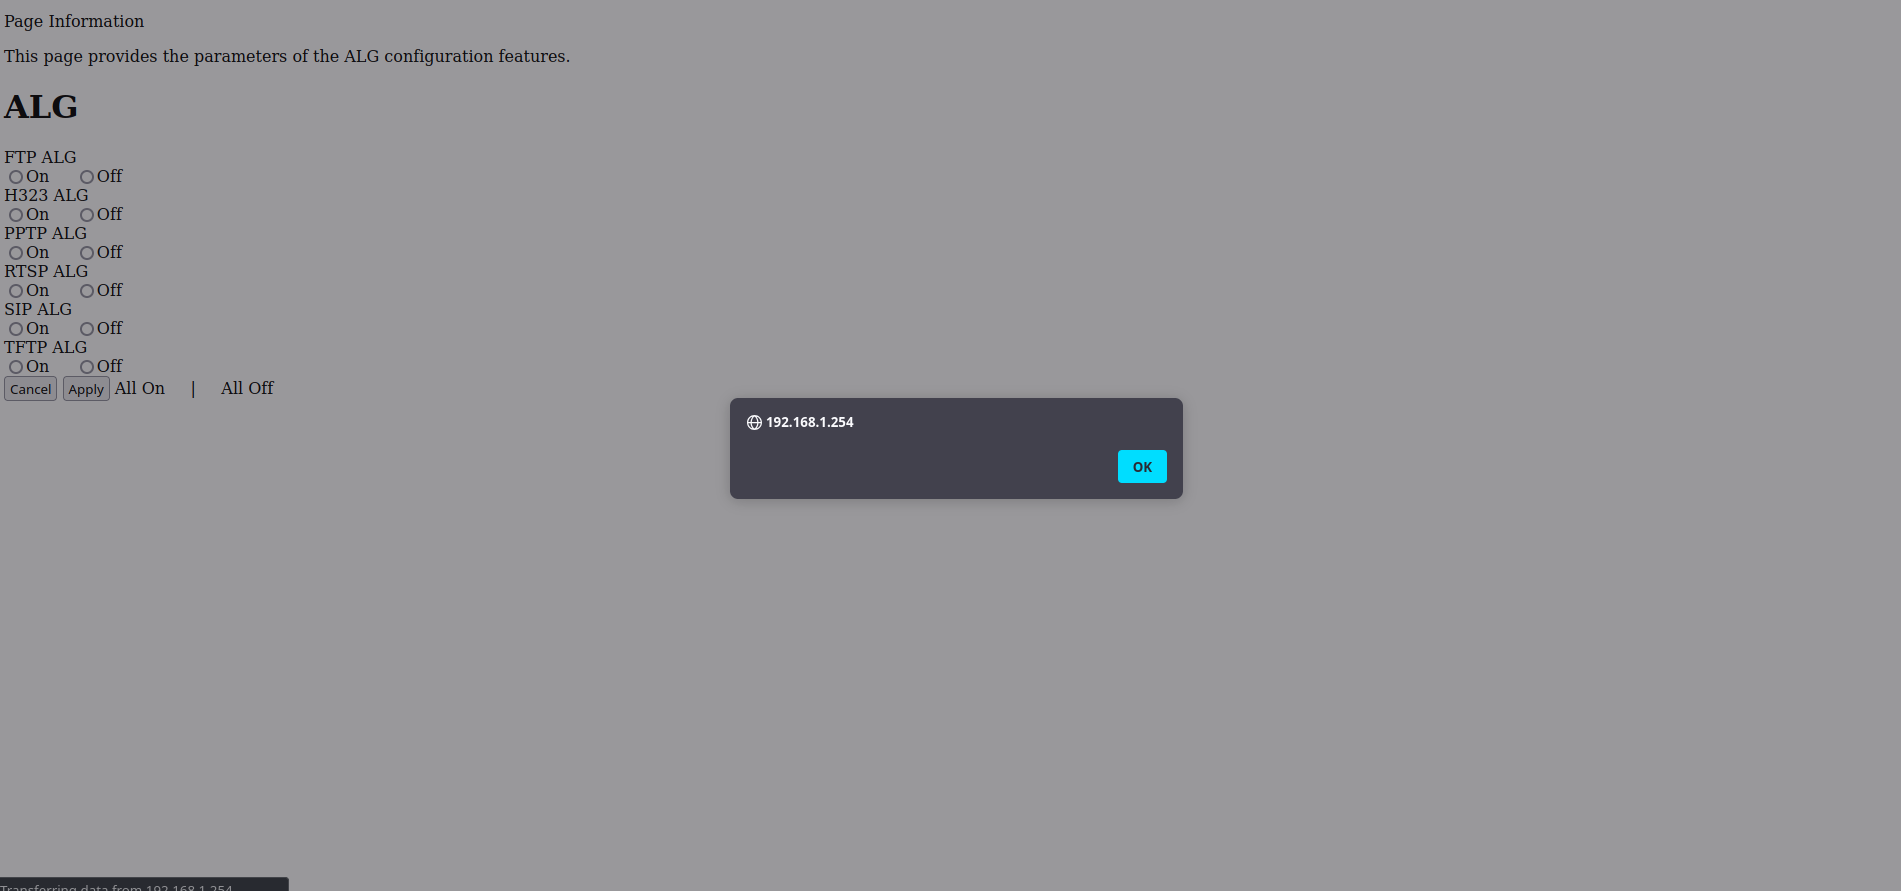 Page Information
This page provides the parameters of the ALG configuration features.
ALG
FTP ALG
On Off
H323 ALG
On Off
PPTP ALG
On Off
RTSP ALG
On Off
SIP ALG
On Off
TFTP ALG
On Off
Cancel Apply All On | All Off
192.168.1.254
OK
Transferring data from 192.168.1.254